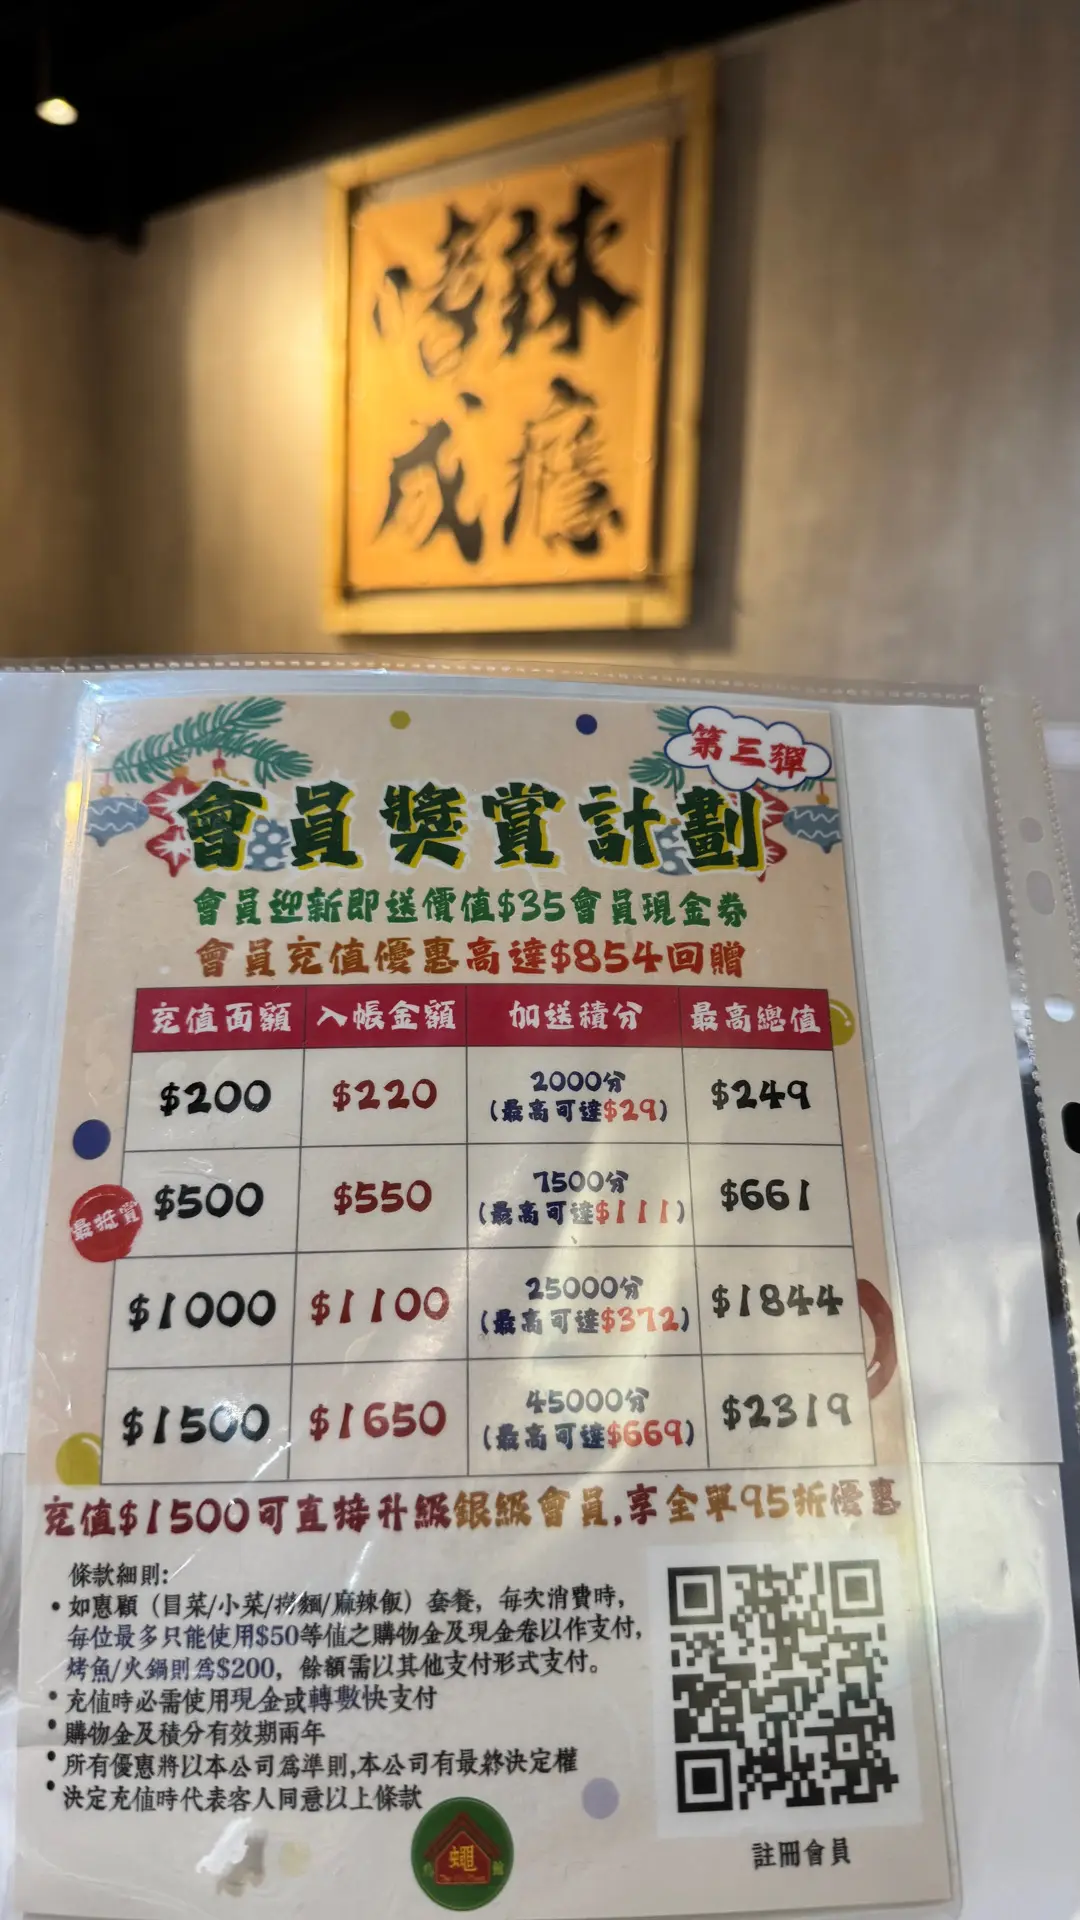 嗜辣
成癮
第三彈
會員獎賞計劃
會員迎新即送價值$35會員現金券
會員充值優惠高達$854回贈
充值面額 入帳金額 加送積分 最高總值
$200 $220 2000分 $249
(最高可達$29)
最抵賞 $500 $550 7500分 $661
(最高可達$111)
$1000 $1100 25000分 $1844
(最高可達$372)
$1500 $1650 45000分 $2319
(最高可達$669)
充值$1500可直接升級銀級會員,享全單95折優惠
條款細則:
•如惠顧（冒菜/小菜/撈麵/麻辣飯）套餐，每次消費時，
每位最多只能使用$50等值之購物金及現金卷以作支付，
烤魚/火鍋則為$200，餘額需以其他支付形式支付。
•充值時必需使用現金或轉數快支付
•購物金及積分有效期兩年
•所有優惠將以本公司為準則,本公司有最終決定權
•決定充值時代表客人同意以上條款
蠅
館
註冊會員